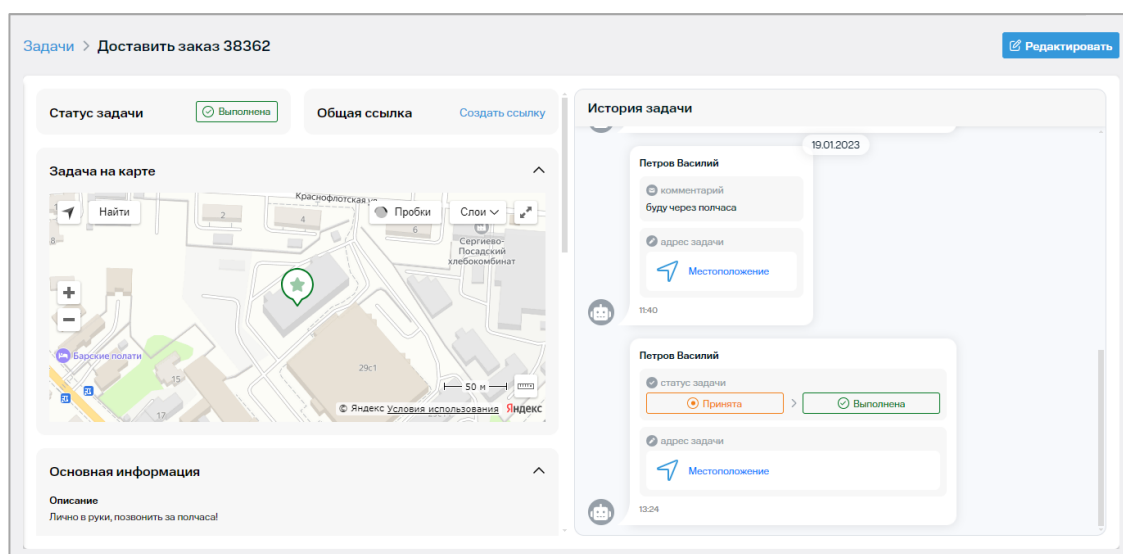 Задачи > Доставить заказ 38362
Редактировать
Статус задачи
Выполнена
Общая ссылка
Создать ссылку
Задача на карте
Краснофлотская
Найти
Пробки
Слои
2
4
6
8
Сергиево-
Посадский
хлебокомбинат
+
−
Барские полати
15
17
29с1
50 м
© Яндекс Условия использования Яндекс
Основная информация
Описание
Лично в руки, позвонить за полчаса!
История задачи
19.01.2023
Петров Василий
комментарий
буду через полчаса
адрес задачи
Местоположение
11:40
Петров Василий
статус задачи
Принята > Выполнена
адрес задачи
Местоположение
13:24